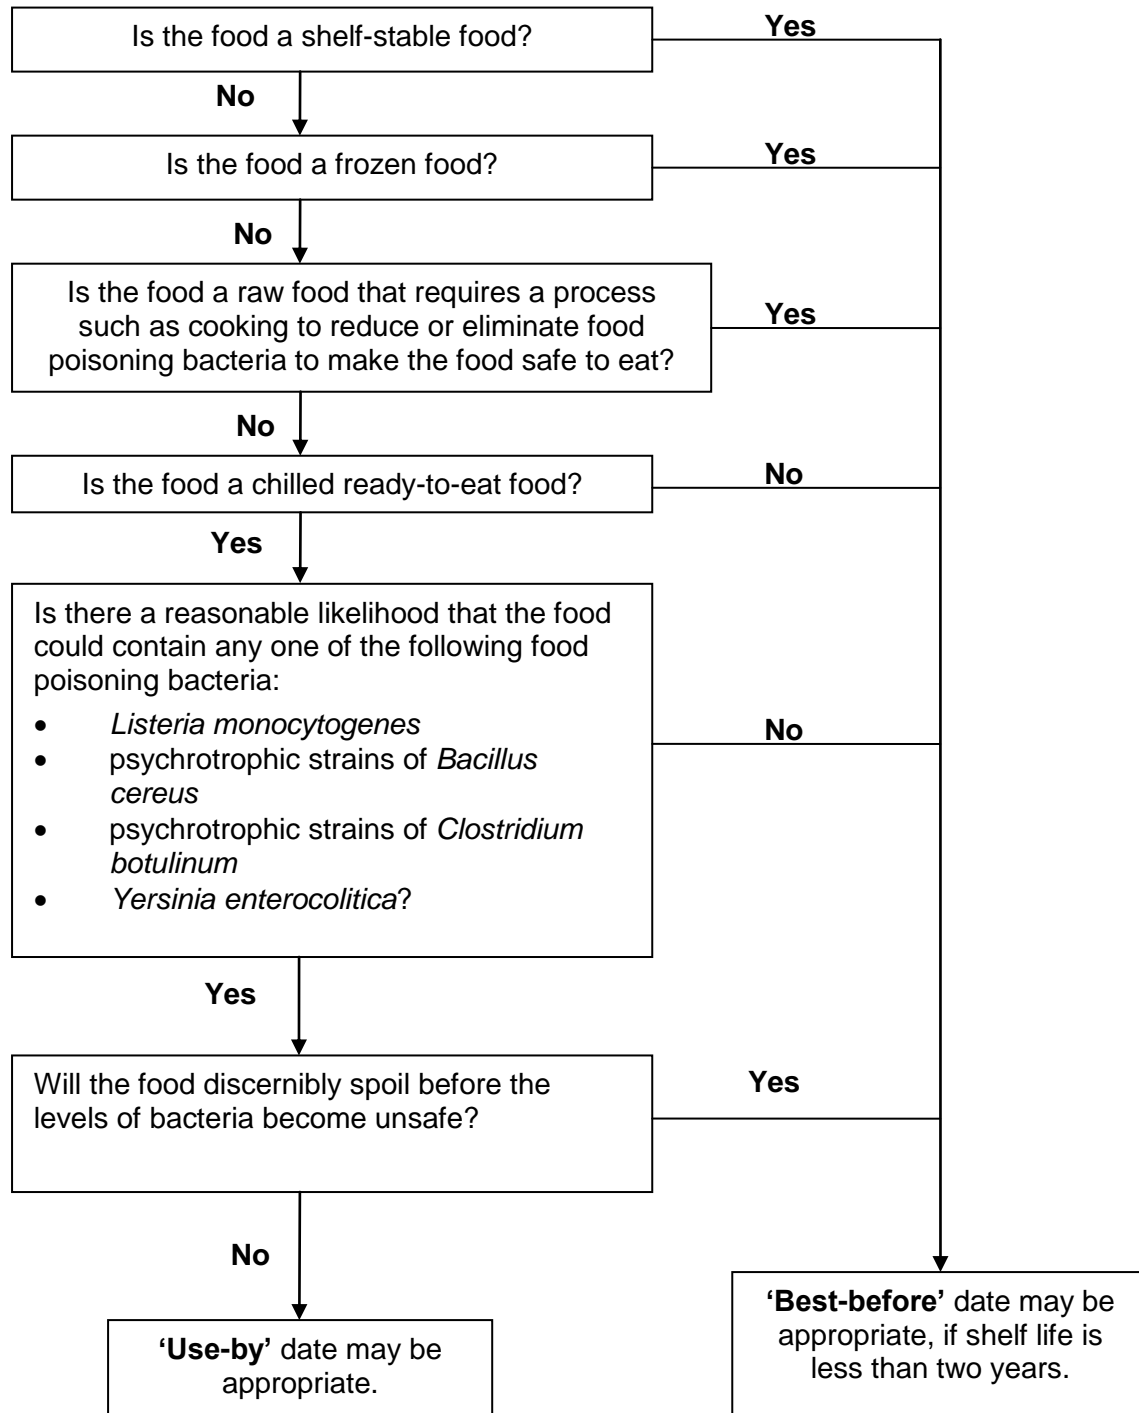 Is the food a shelf-stable food?
Yes
No
Is the food a frozen food?
Yes
No
Is the food a raw food that requires a process
such as cooking to reduce or eliminate food
poisoning bacteria to make the food safe to eat?
Yes
No
Is the food a chilled ready-to-eat food?
No
Yes
Is there a reasonable likelihood that the food
could contain any one of the following food
poisoning bacteria:
• Listeria monocytogenes
• psychrotrophic strains of Bacillus
cereus
• psychrotrophic strains of Clostridium
botulinum
• Yersinia enterocolitica?
No
Yes
Will the food discernibly spoil before the
levels of bacteria become unsafe?
Yes
No
‘Use-by’ date may be
appropriate.
‘Best-before’ date may be
appropriate, if shelf life is
less than two years.